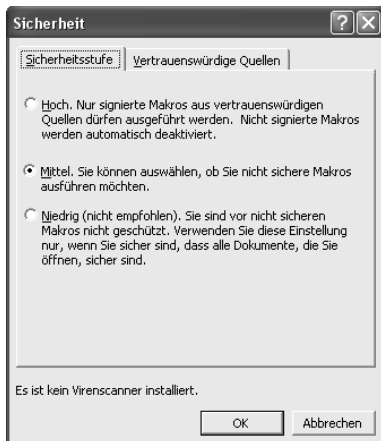 Sicherheit
Sicherheitsstufe
Vertrauenswürdige Quellen
Hoch. Nur signierte Makros aus vertrauenswürdigen
Quellen dürfen ausgeführt werden. Nicht signierte Makros
werden automatisch deaktiviert.
Mittel. Sie können auswählen, ob Sie nicht sichere Makros
ausführen möchten.
Niedrig (nicht empfohlen). Sie sind vor nicht sicheren
Makros nicht geschützt. Verwenden Sie diese Einstellung
nur, wenn Sie sicher sind, dass alle Dokumente, die Sie
öffnen, sicher sind.
Es ist kein Virenscanner installiert.
OK
Abbrechen